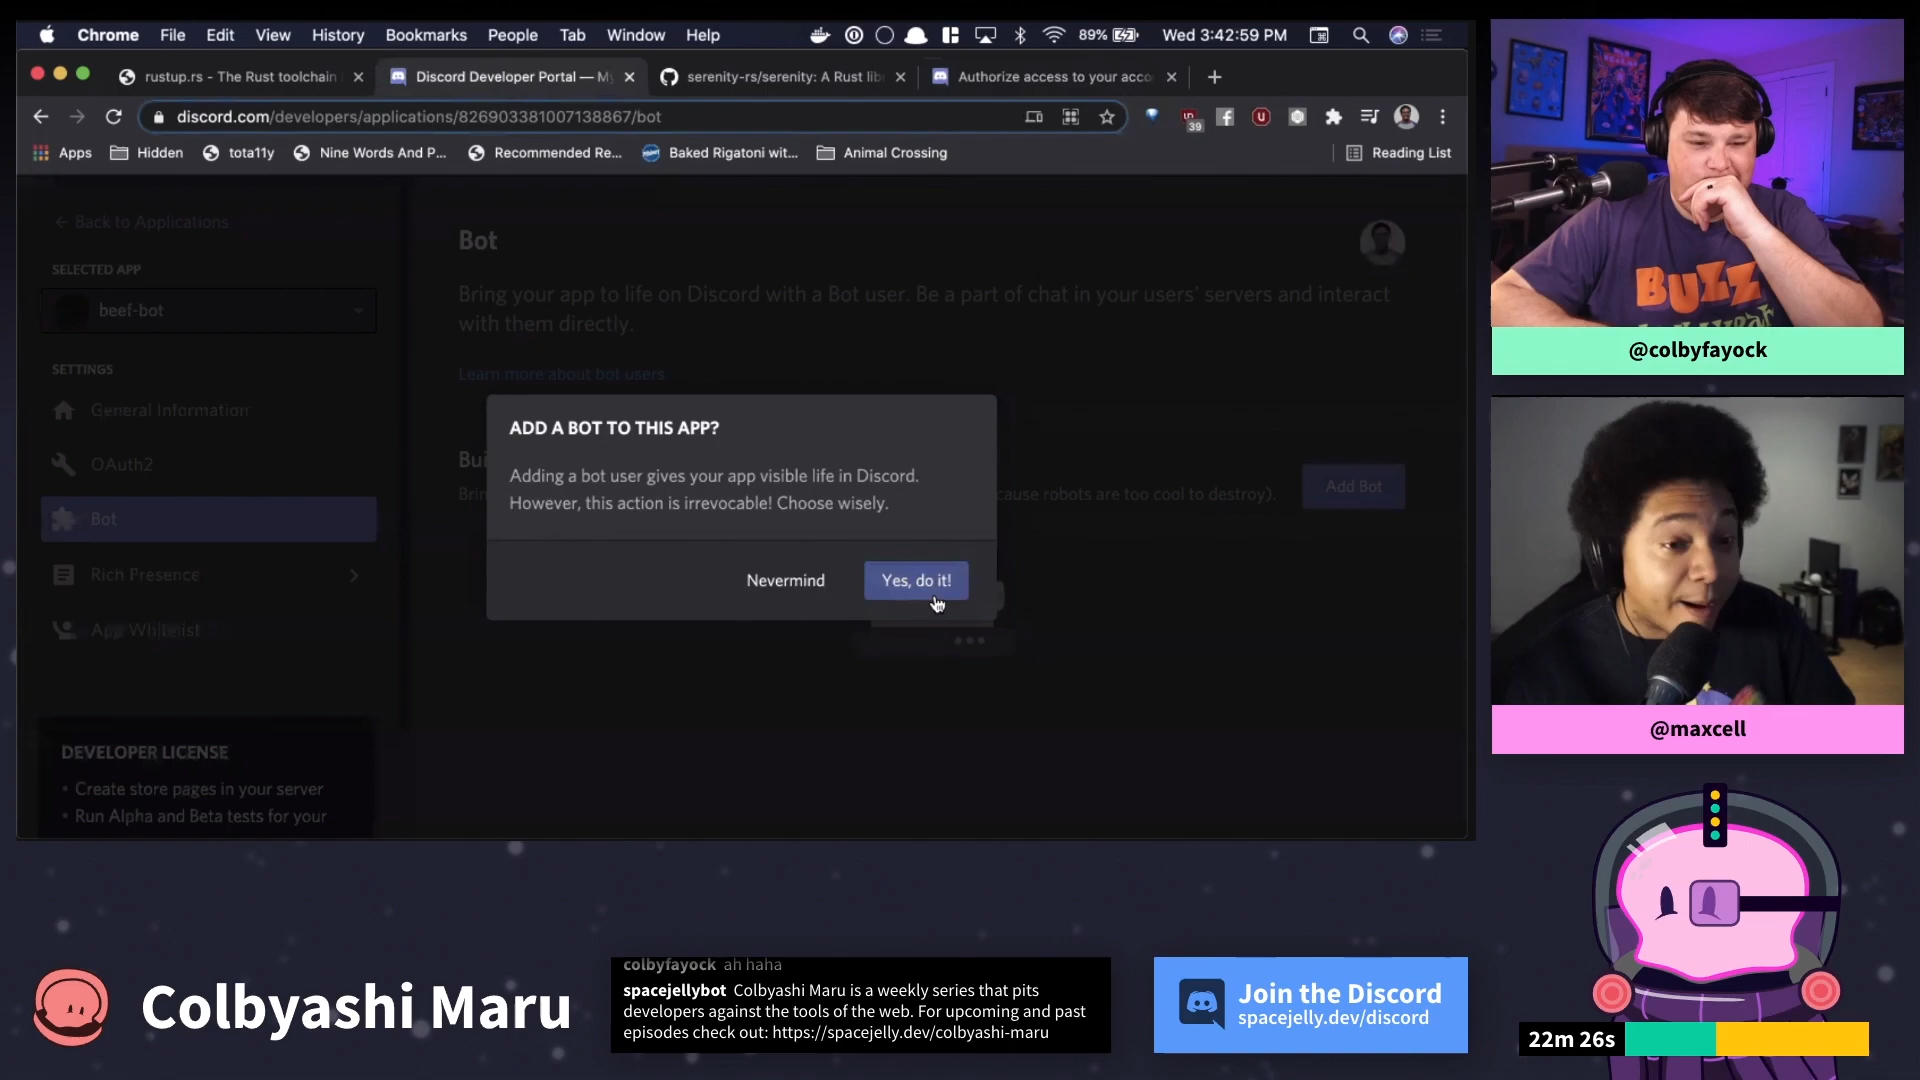 Chrome File Edit View History Bookmarks People Tab Window Help 89% Wed 3:42:59 PM
rustup.rs - The Rust toolchain
Discord Developer Portal — My
serenity-rs/serenity: A Rust lib
Authorize access to your acco
discord.com/developers/applications/826903381007138867/bot
39
Apps Hidden tota11y Nine Words And P... Recommended Re... Baked Rigatoni wit... Animal Crossing Reading List
← Back to Applications
SELECTED APP
beef-bot
SETTINGS
General Information
OAuth2
Bot
Rich Presence
App Whitelist
DEVELOPER LICENSE
• Create store pages in your server
• Run Alpha and Beta tests for your
Bot
Bring your app to life on Discord with a Bot user. Be a part of chat in your users' servers and interact
with them directly.
Learn more about bot users
cause robots are too cool to destroy).
Add Bot
ADD A BOT TO THIS APP?
Adding a bot user gives your app visible life in Discord.
However, this action is irrevocable! Choose wisely.
Nevermind
Yes, do it!
BUZZ
@colbyfayock
@maxcell
Colbyashi Maru
colbyfayock ah haha
spacejellybot Colbyashi Maru is a weekly series that pits
developers against the tools of the web. For upcoming and past
episodes check out: https://spacejelly.dev/colbyashi-maru
Join the Discord
spacejelly.dev/discord
22m 26s